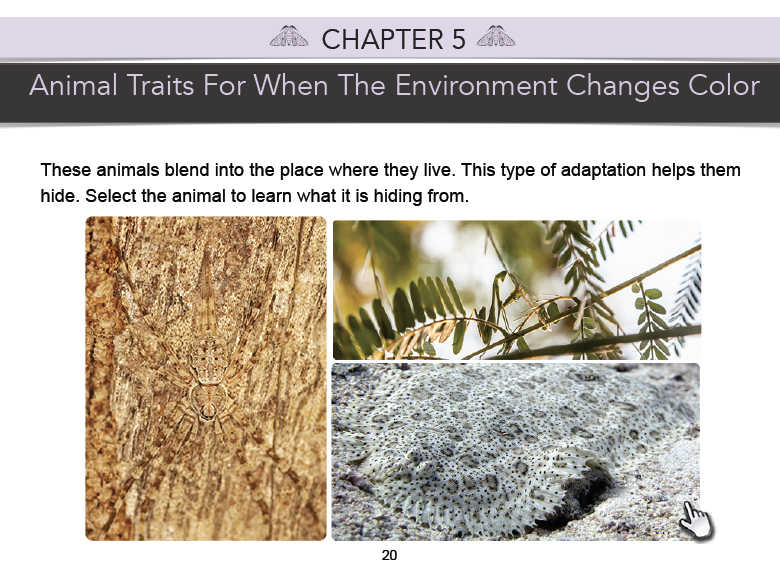 CHAPTER 5
Animal Traits For When The Environment Changes Color
These animals blend into the place where they live. This type of adaptation helps them
hide. Select the animal to learn what it is hiding from.
20